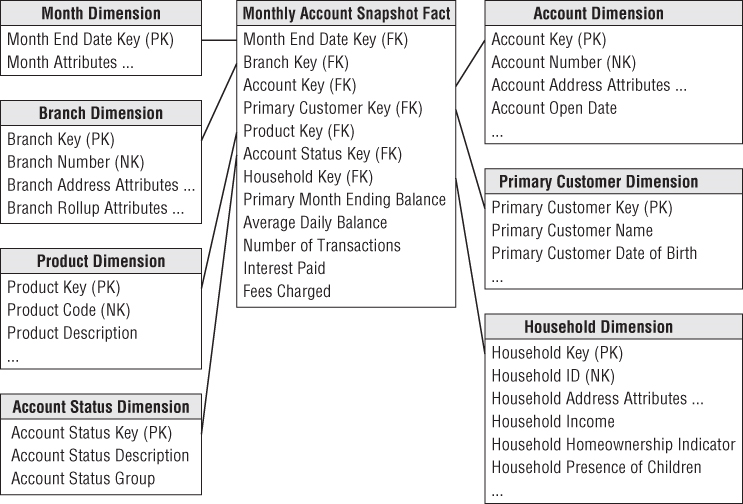 Month Dimension
Month End Date Key (PK)
Month Attributes ...
Branch Dimension
Branch Key (PK)
Branch Number (NK)
Branch Address Attributes ...
Branch Rollup Attributes ...
Product Dimension
Product Key (PK)
Product Code (NK)
Product Description
...
Account Status Dimension
Account Status Key (PK)
Account Status Description
Account Status Group
Monthly Account Snapshot Fact
Month End Date Key (FK)
Branch Key (FK)
Account Key (FK)
Primary Customer Key (FK)
Product Key (FK)
Account Status Key (FK)
Household Key (FK)
Primary Month Ending Balance
Average Daily Balance
Number of Transactions
Interest Paid
Fees Charged
Account Dimension
Account Key (PK)
Account Number (NK)
Account Address Attributes ...
Account Open Date
...
Primary Customer Dimension
Primary Customer Key (PK)
Primary Customer Name
Primary Customer Date of Birth
...
Household Dimension
Household Key (PK)
Household ID (NK)
Household Address Attributes ...
Household Income
Household Homeownership Indicator
Household Presence of Children
...